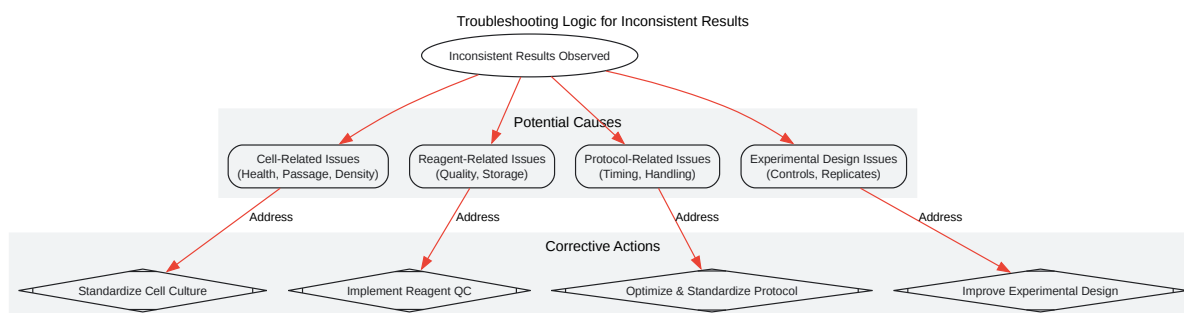 Troubleshooting Logic for Inconsistent Results
Inconsistent Results Observed
Potential Causes
Cell-Related Issues
(Health, Passage, Density)
Reagent-Related Issues
(Quality, Storage)
Protocol-Related Issues
(Timing, Handling)
Experimental Design Issues
(Controls, Replicates)
Address
Address
Address
Address
Corrective Actions
Standardize Cell Culture
Implement Reagent QC
Optimize & Standardize Protocol
Improve Experimental Design